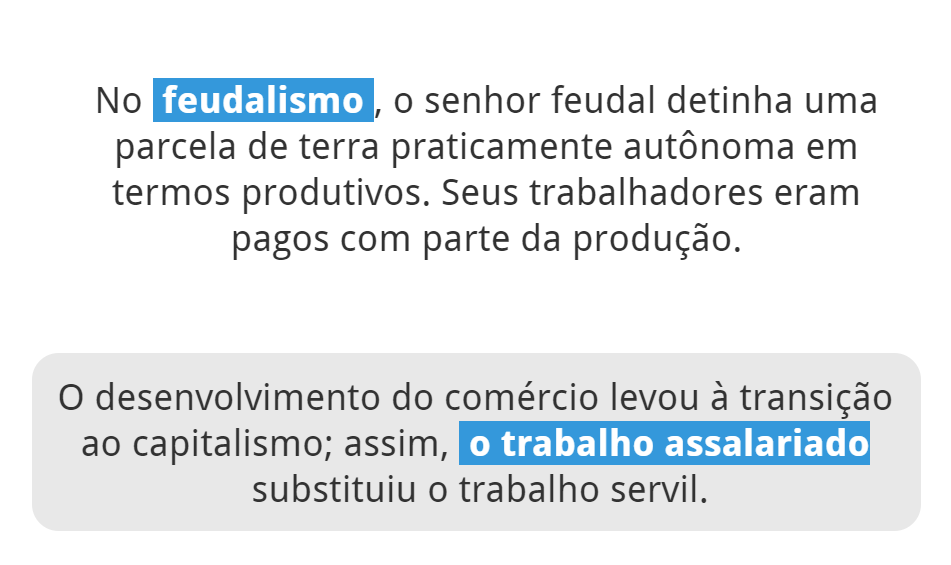 No feudalismo, o senhor feudal detinha uma
parcela de terra praticamente autônoma em
termos produtivos. Seus trabalhadores eram
pagos com parte da produção.
O desenvolvimento do comércio levou à transição
ao capitalismo; assim, o trabalho assalariado
substituiu o trabalho servil.